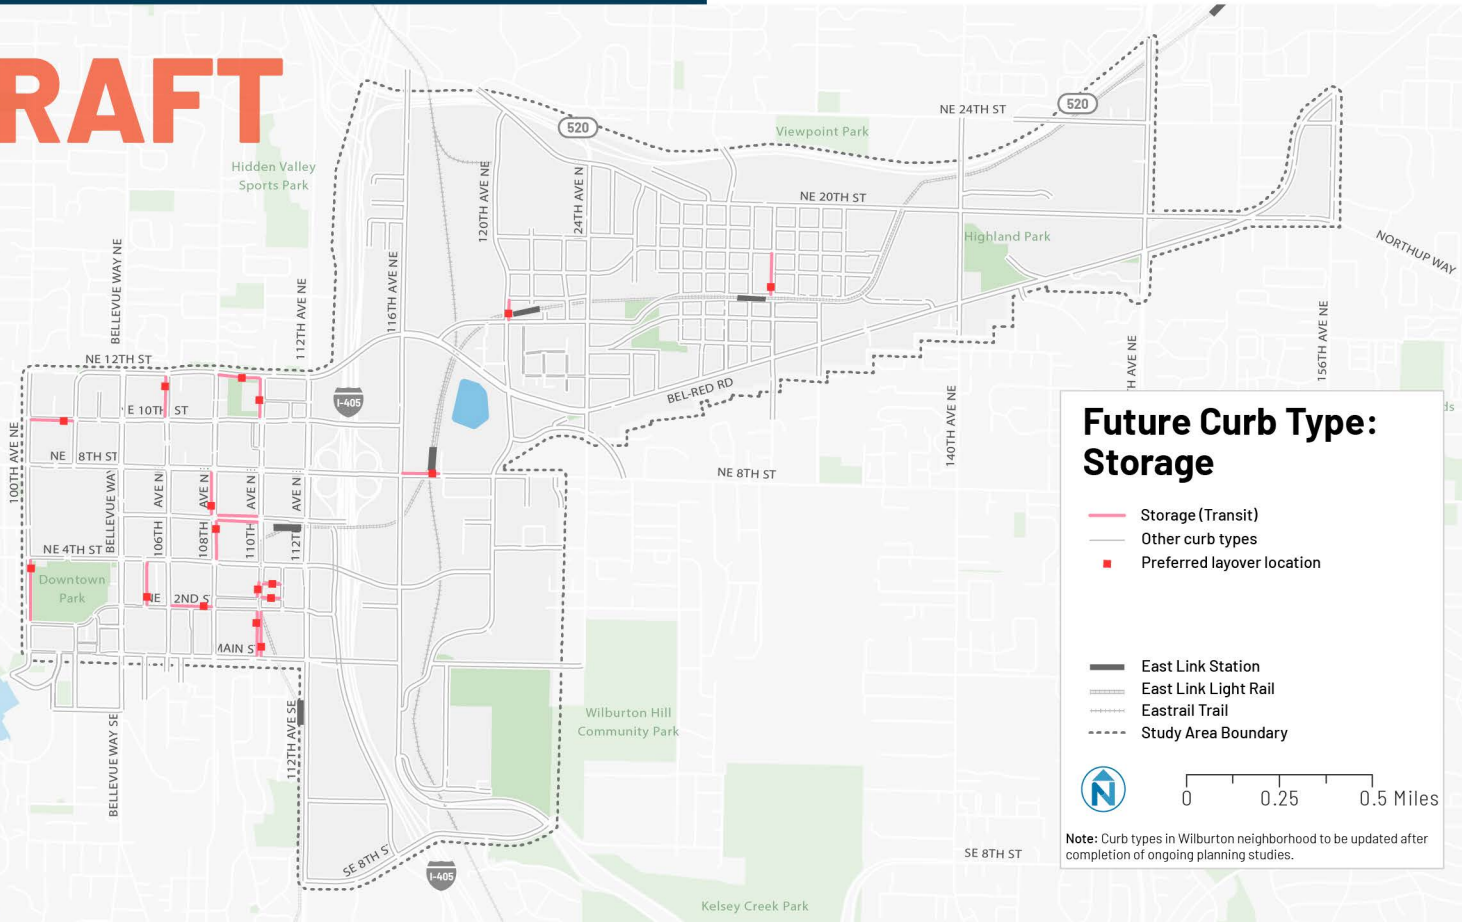 RAFT
NE 24TH ST
520
520
Viewpoint Park
Hidden Valley
Sports Park
120TH AVE NE
24TH AVE N
NE 20TH ST
Highland Park
NORTHUP WAY
BELLEVUE WAY NE
112TH AVE NE
116TH AVE NE
NE 12TH ST
I-405
E 10TH ST
BEL-RED RD
140TH AVE NE
H AVE NE
156TH AVE NE
ds
100TH AVE NE
NE 8TH ST
NE 8TH ST
BELLEVUE WAY
106TH AVE N
108TH AVE N
110TH AVE N
112T AVE N
NE 4TH ST
Downtown
Park
NE 2ND S
MAIN S
112TH AVE SE
BELLEVUE WAY SE
Wilburton Hill
Community Park
SE 8TH S
I-405
SE 8TH ST
Kelsey Creek Park
Future Curb Type:
Storage
Storage (Transit)
Other curb types
Preferred layover location
East Link Station
East Link Light Rail
Eastrail Trail
Study Area Boundary
N
0 0.25 0.5 Miles
Note: Curb types in Wilburton neighborhood to be updated after
completion of ongoing planning studies.